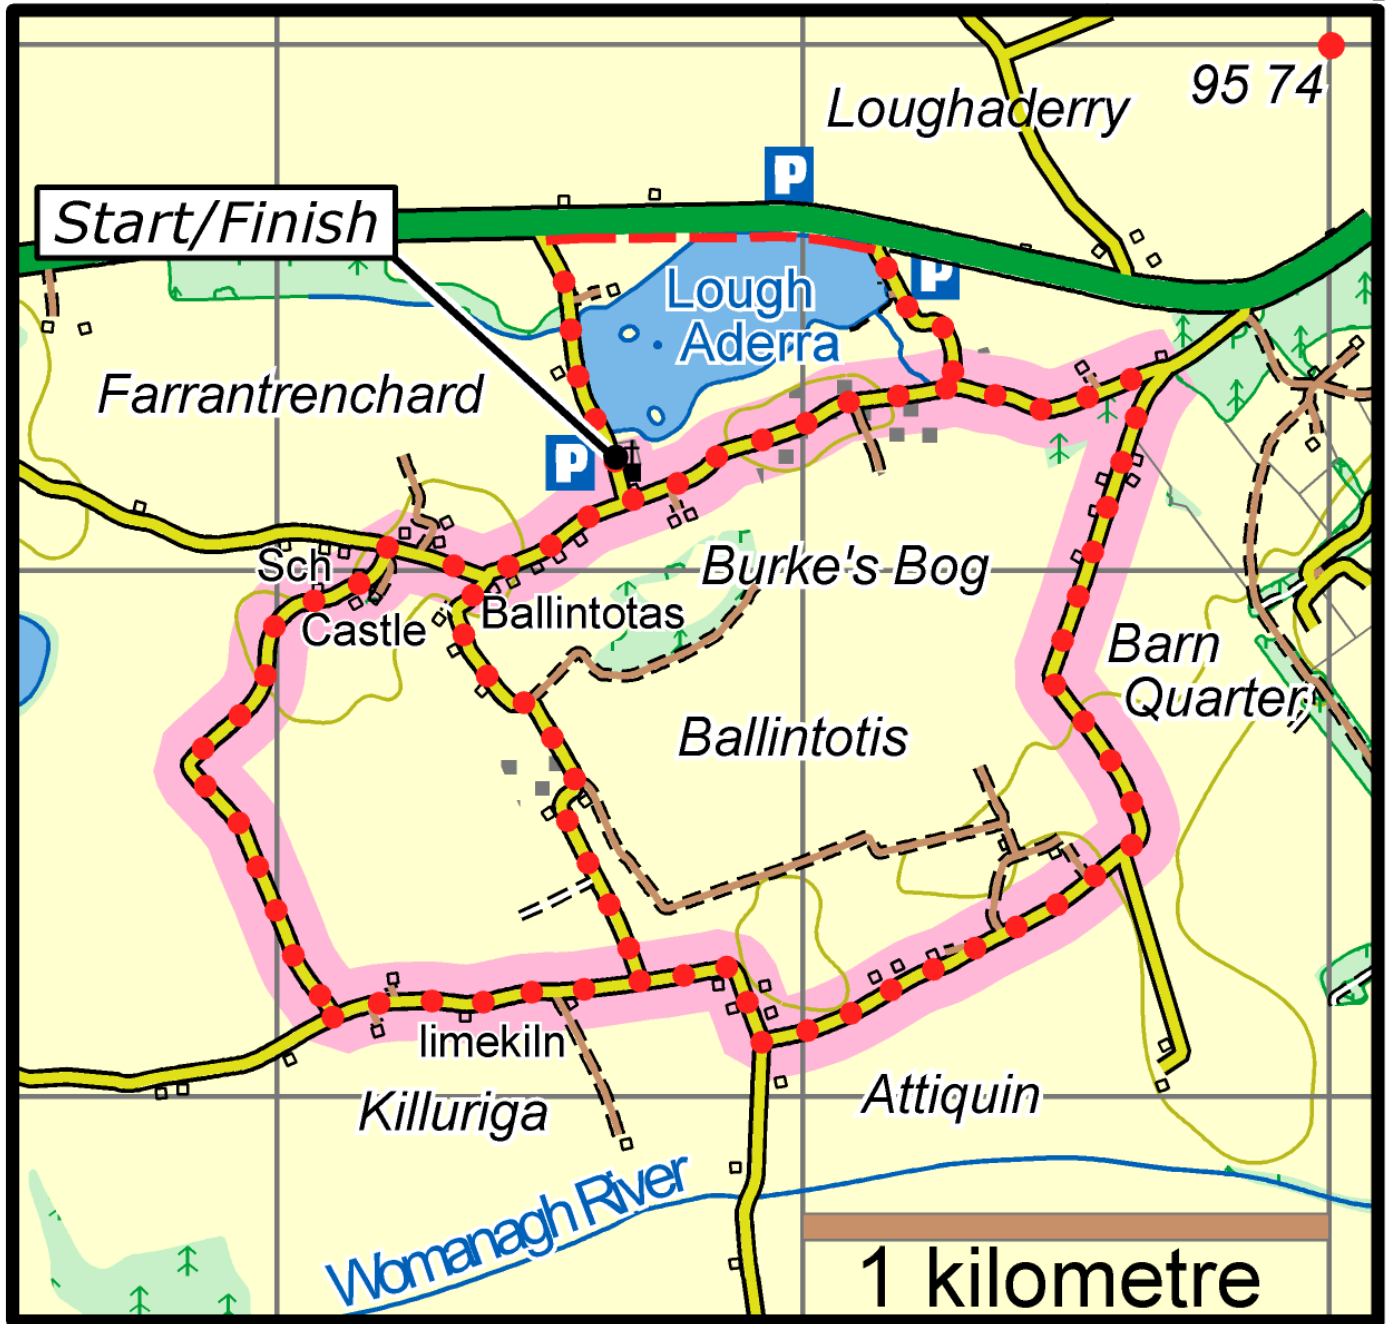 95 74
Loughaderry
P
Start/Finish
P
Lough
Aderra
Farrantrenchard
P
Sch
Burke's Bog
Castle
Ballintotas
Barn
Quarter
Ballintotis
limekiln
Killuriga
Attiquin
Womanagh River
1 kilometre